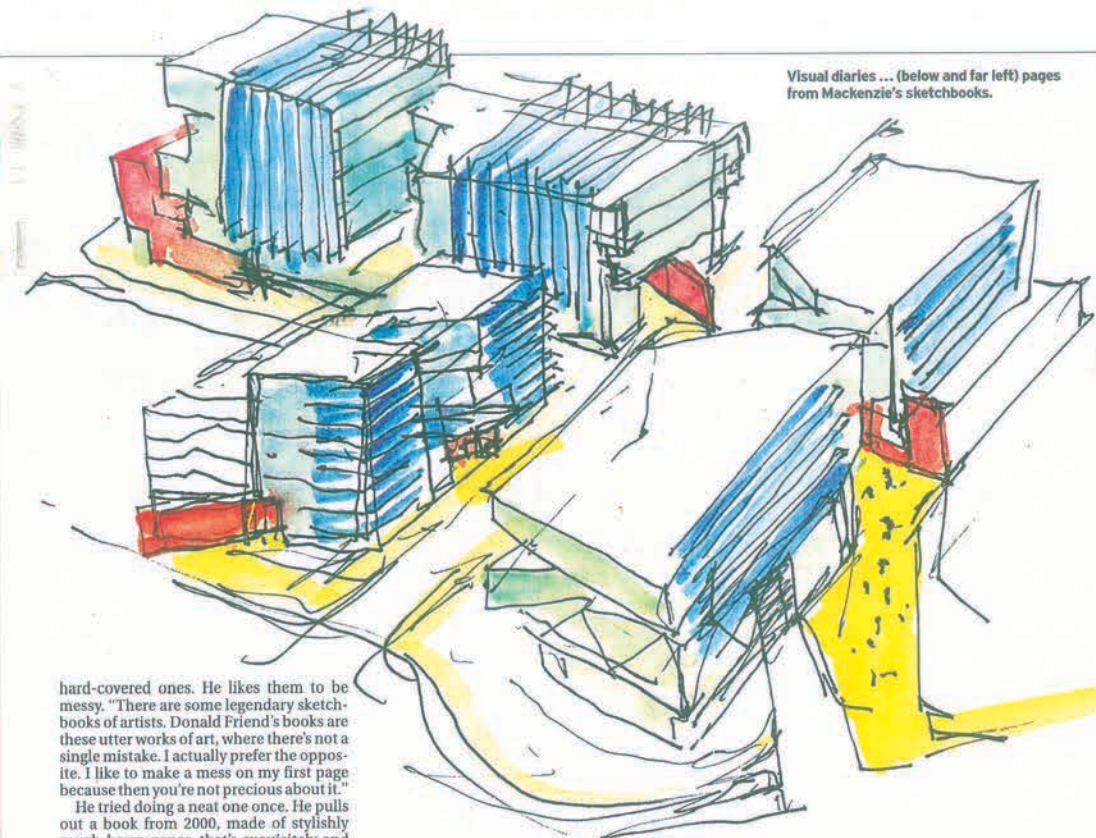 Visual diaries ... (below and far left) pages
from Mackenzie's sketchbooks.
hard-covered ones. He likes them to be
messy. "There are some legendary sketch-
books of artists. Donald Friend's books are
these utter works of art, where there's not a
single mistake. I actually prefer the oppos-
ite. I like to make a mess on my first page
because then you're not precious about it."
He tried doing a neat one once. He pulls
out a book from 2000, made of stylishly